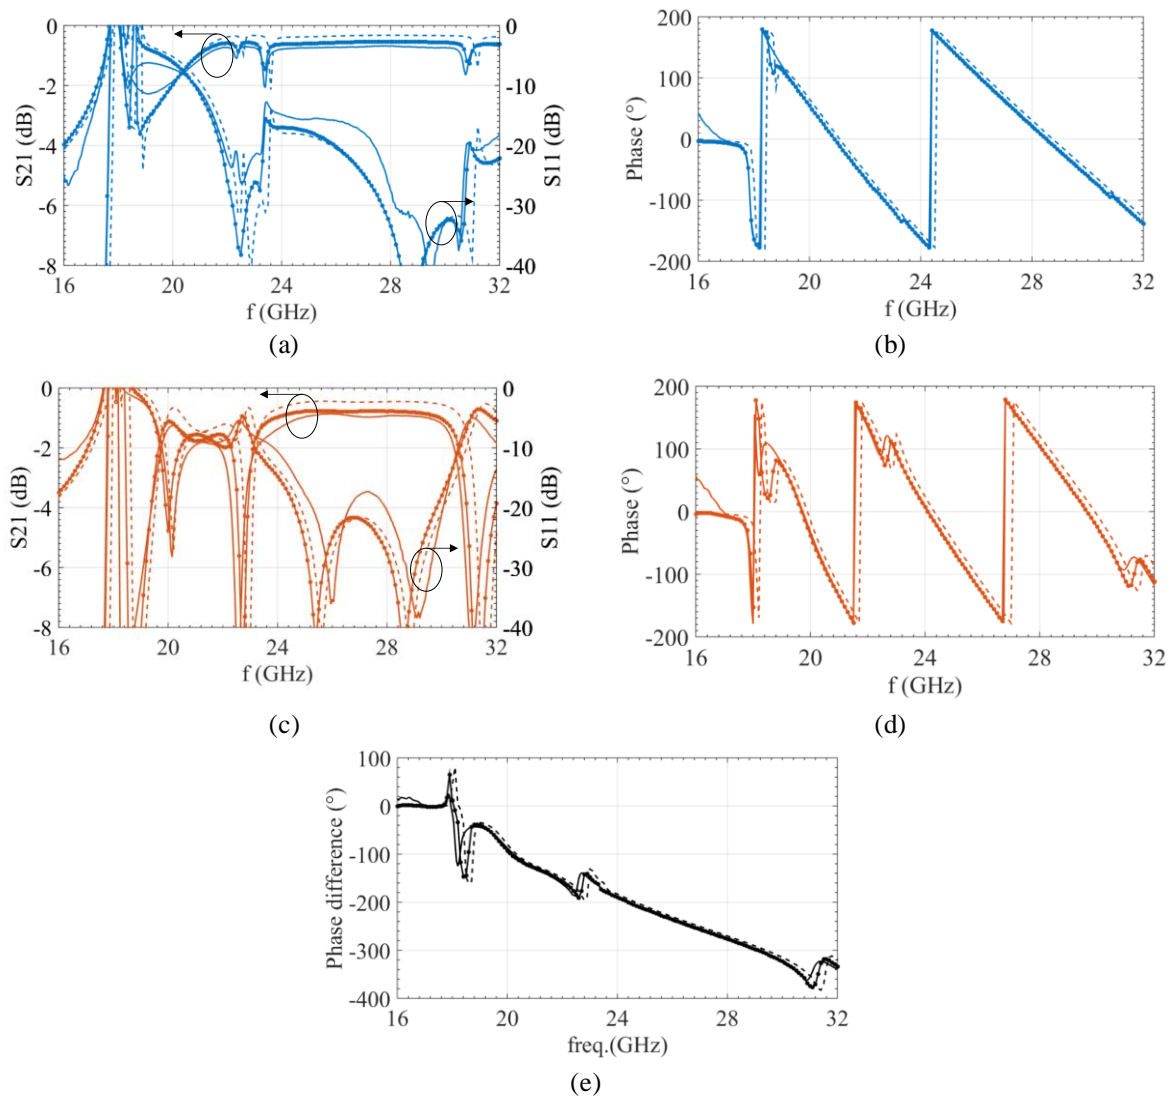 0
-2
-4
-6
-8
S21 (dB)
0
-10
-20
-30
-40
S11 (dB)
16 20 24 28 32
f (GHz)
(a)
200
100
0
-100
-200
Phase (°)
16 20 24 28 32
f (GHz)
(b)
0
-2
-4
-6
-8
S21 (dB)
0
-10
-20
-30
-40
S11 (dB)
16 20 24 28 32
f (GHz)
(c)
200
100
0
-100
-200
Phase (°)
16 20 24 28 32
f (GHz)
(d)
100
0
-100
-200
-300
-400
Phase difference (°)
16 20 24 28 32
freq.(GHz)
(e)